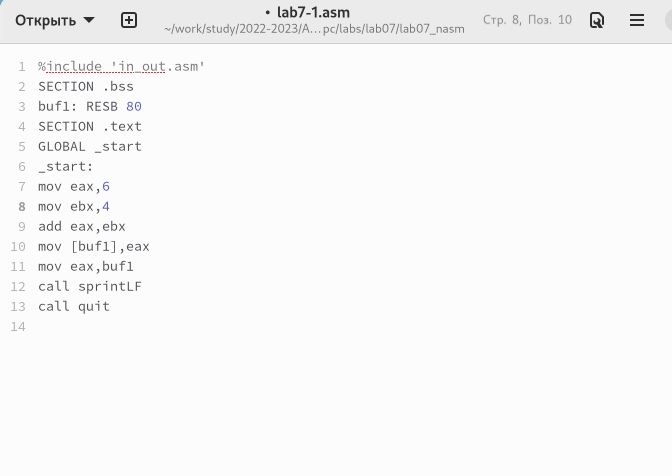 Открыть
• lab7-1.asm
~/work/study/2022-2023/A...pc/labs/lab07/lab07_nasm
Стр. 8, Поз. 10
1 %include 'in_out.asm'
2 SECTION .bss
3 buf1: RESB 80
4 SECTION .text
5 GLOBAL _start
6 _start:
7 mov eax,6
8 mov ebx,4
9 add eax,ebx
10 mov [buf1],eax
11 mov eax,buf1
12 call sprintLF
13 call quit
14